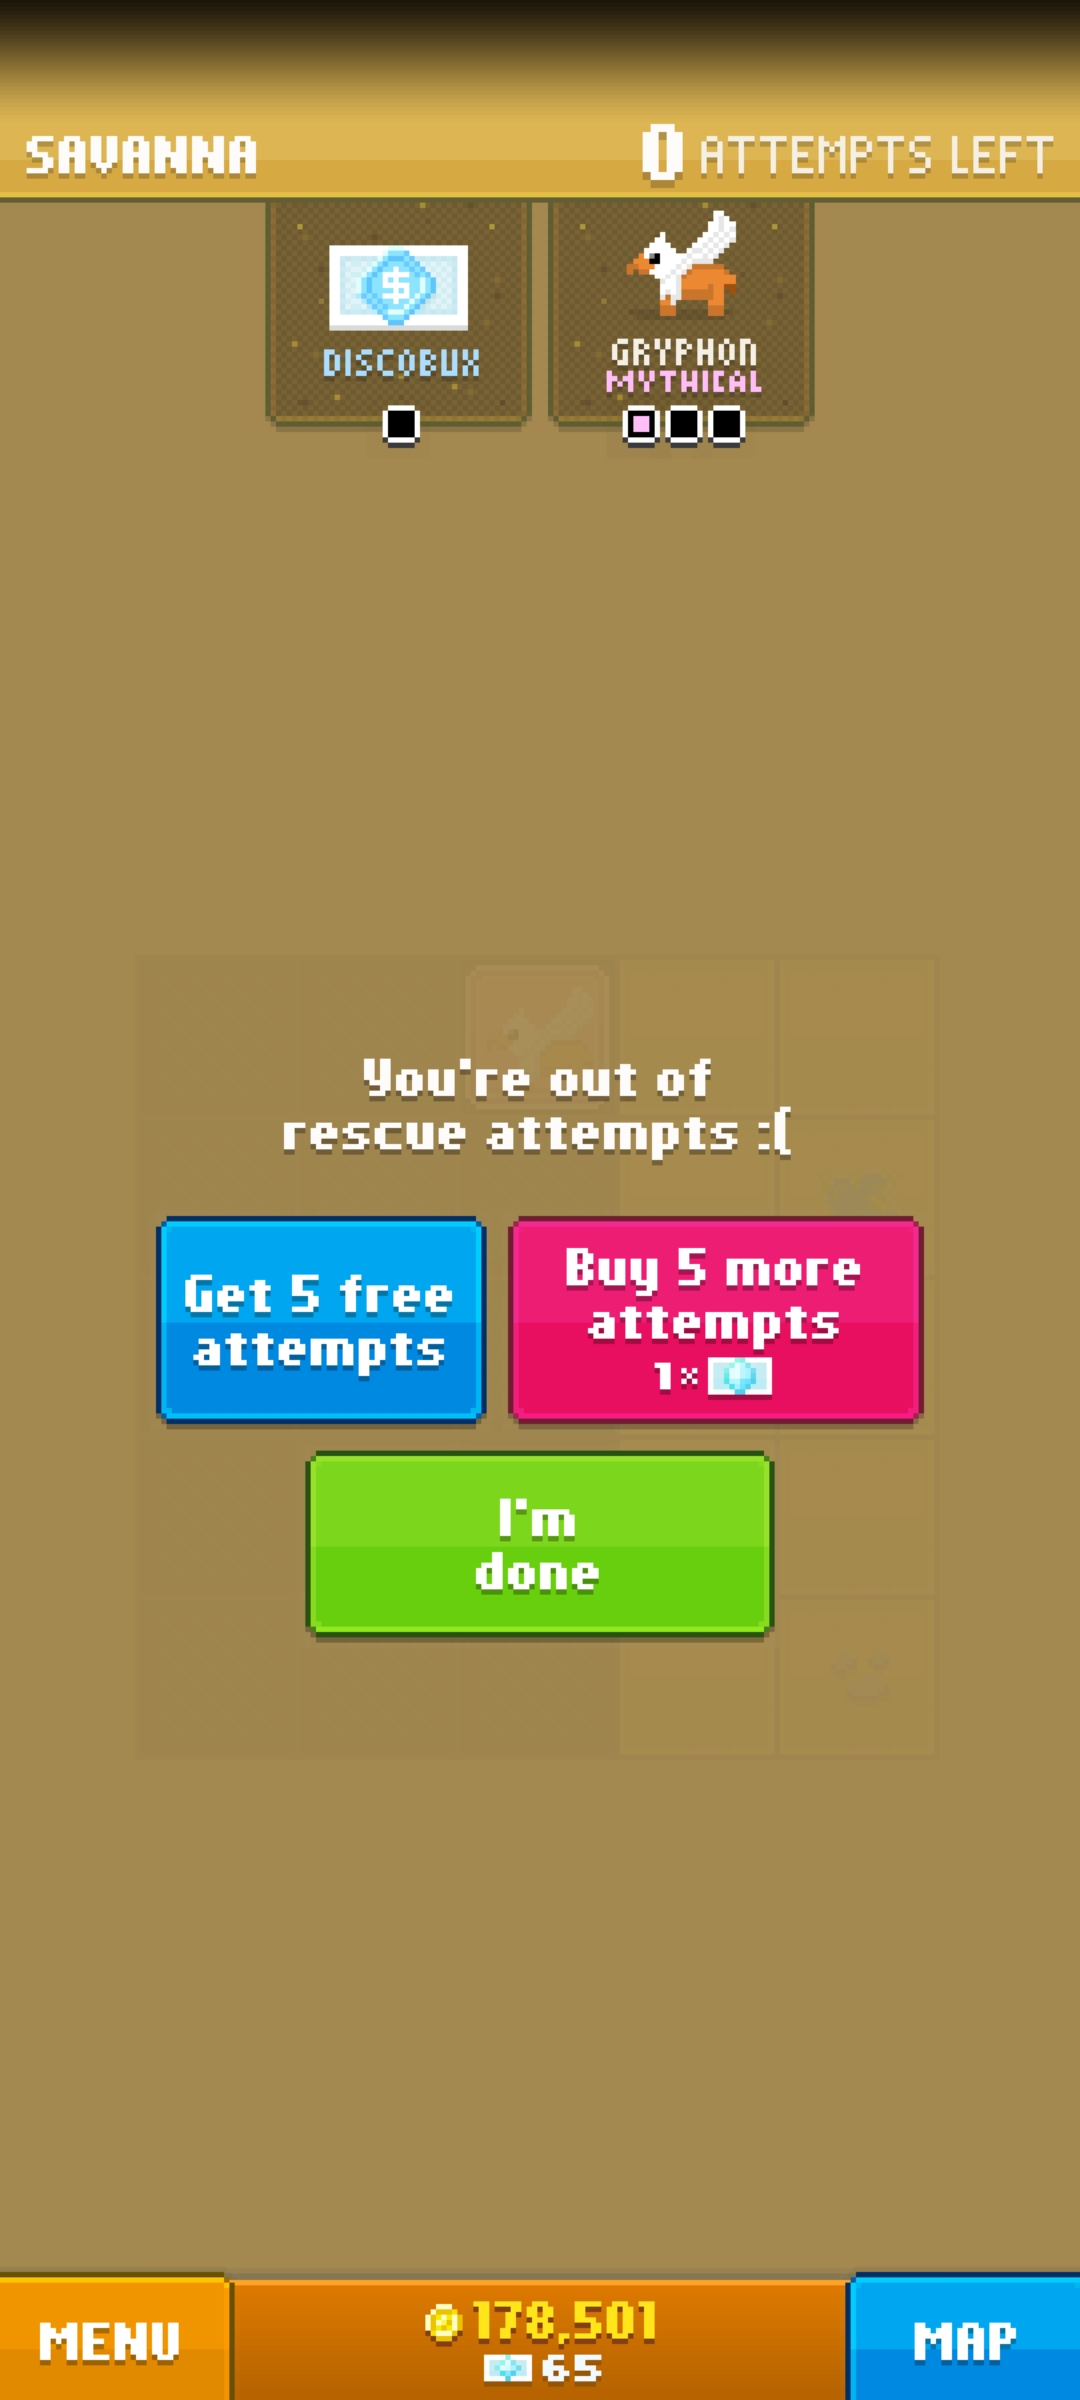 SAVANNA
0 ATTEMPTS LEFT
$
DISCOBUX
GRYPHON
MYTHICAL
You're out of
rescue attempts :(
Get 5 free
attempts
Buy 5 more
attempts
1×
I'm
done
MENU
178,501
65
MAP